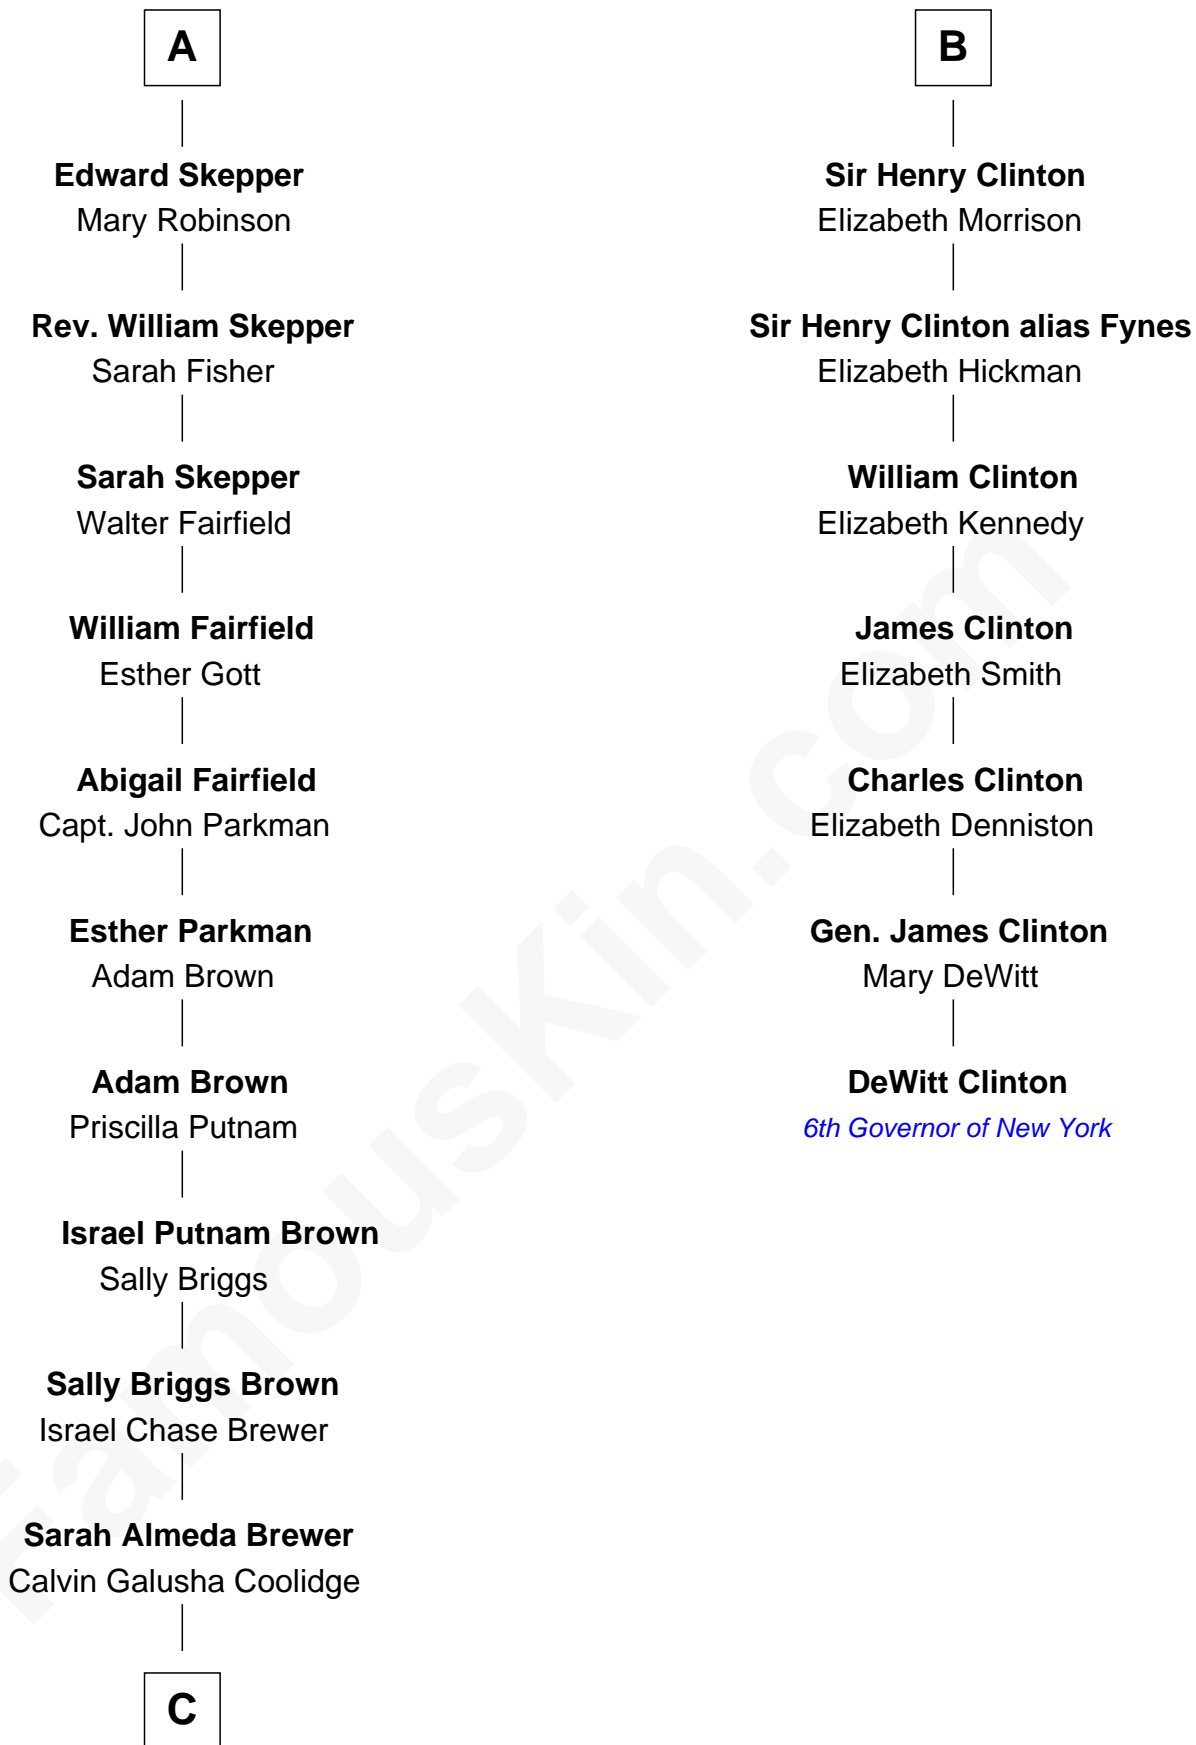 A
Edward Skepper
Mary Robinson
Rev. William Skepper
Sarah Fisher
Sarah Skepper
Walter Fairfield
William Fairfield
Esther Gott
Abigail Fairfield
Capt. John Parkman
Esther Parkman
Adam Brown
Adam Brown
Priscilla Putnam
Israel Putnam Brown
Sally Briggs
Sally Briggs Brown
Israel Chase Brewer
Sarah Almeda Brewer
Calvin Galusha Coolidge
C
B
Sir Henry Clinton
Elizabeth Morrison
Sir Henry Clinton alias Fynes
Elizabeth Hickman
William Clinton
Elizabeth Kennedy
James Clinton
Elizabeth Smith
Charles Clinton
Elizabeth Denniston
Gen. James Clinton
Mary DeWitt
DeWitt Clinton
6th Governor of New York
FamousKin.com